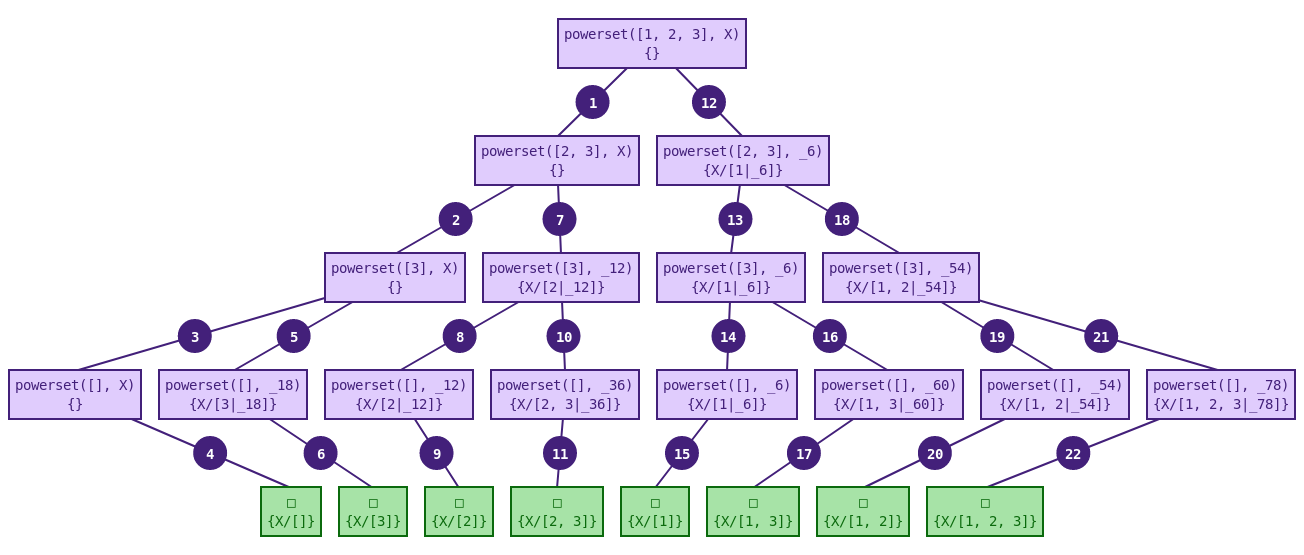 powerset([1, 2, 3], X)
{}
1
12
powerset([2, 3], X)
{}
powerset([2, 3], _6)
{X/[1|_6]}
2
7
13
18
powerset([3], X)
{}
powerset([3], _12)
{X/[2|_12]}
powerset([3], _6)
{X/[1|_6]}
powerset([3], _54)
{X/[1, 2|_54]}
3
5
8
10
14
16
19
21
powerset([], X)
{}
powerset([], _18)
{X/[3|_18]}
powerset([], _12)
{X/[2|_12]}
powerset([], _36)
{X/[2, 3|_36]}
powerset([], _6)
{X/[1|_6]}
powerset([], _60)
{X/[1, 3|_60]}
powerset([], _54)
{X/[1, 2|_54]}
powerset([], _78)
{X/[1, 2, 3|_78]}
4
6
9
11
15
17
20
22
□
{X/[]}
□
{X/[3]}
□
{X/[2]}
□
{X/[2, 3]}
□
{X/[1]}
□
{X/[1, 3]}
□
{X/[1, 2]}
□
{X/[1, 2, 3]}